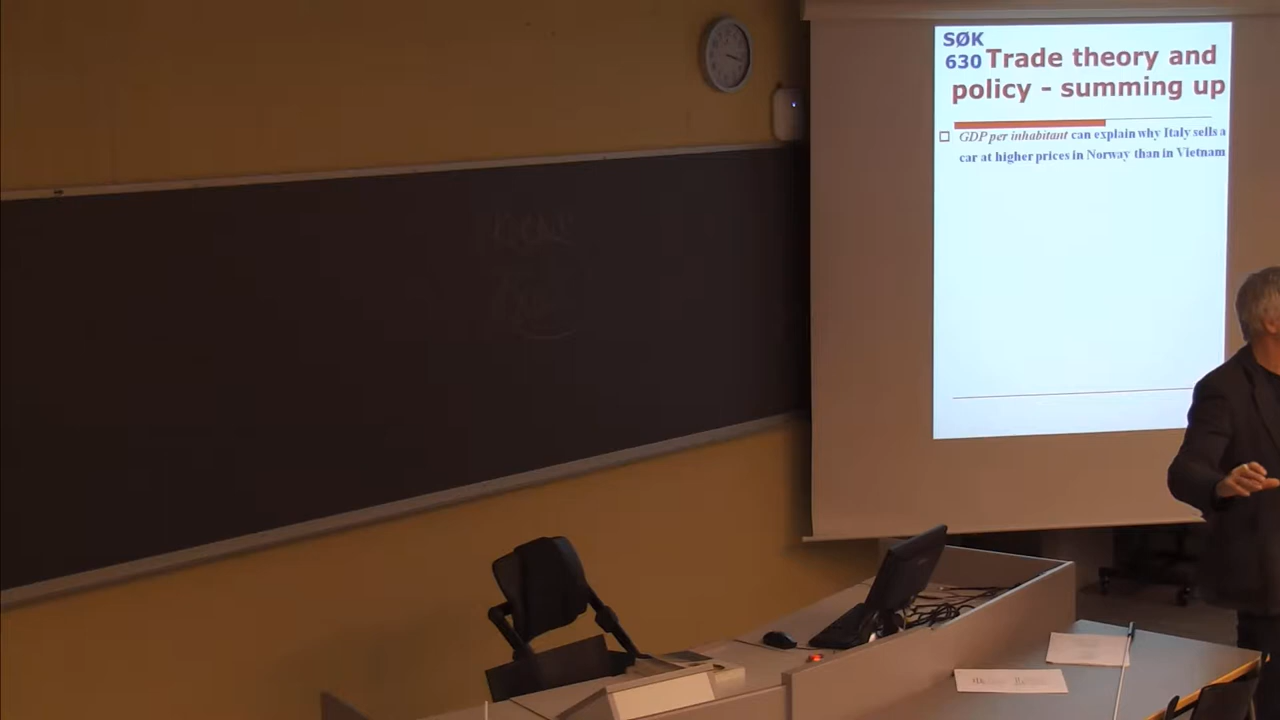 SØK
630 Trade theory and
policy - summing up
GDP per inhabitant can explain why Italy sells a
car at higher prices in Norway than in Vietnam